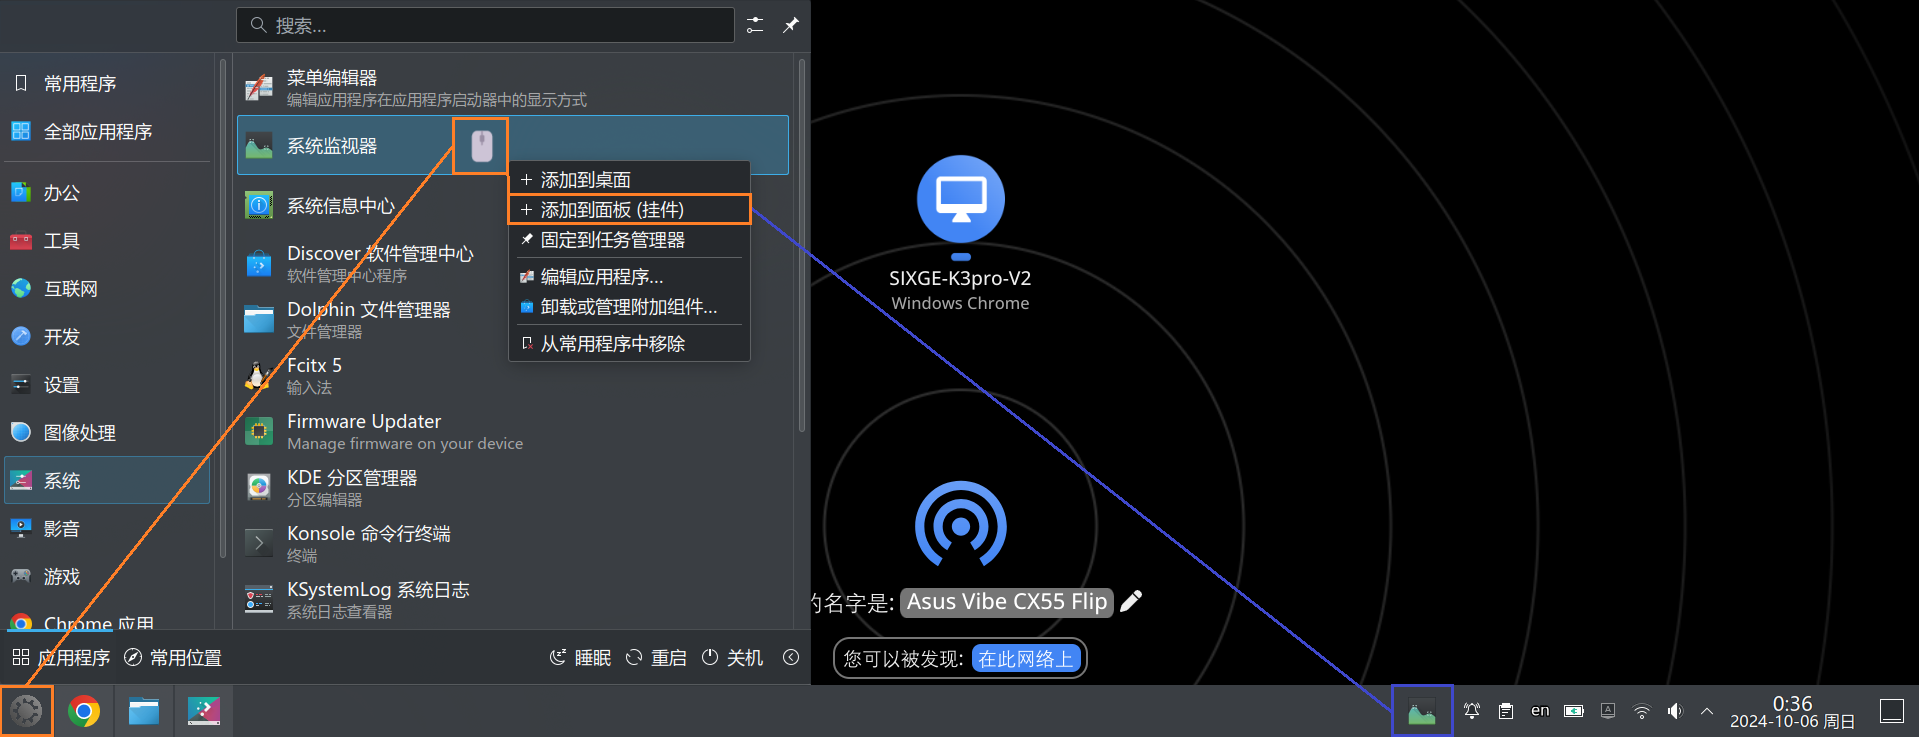 搜索...
常用程序
全部应用程序
办公
工具
互联网
开发
设置
图像处理
系统
影音
游戏
Chrome 应用
菜单编辑器
编辑应用程序在应用程序启动器中的显示方式
系统监视器
系统信息中心
Discover 软件管理中心
软件管理中心程序
Dolphin 文件管理器
文件管理器
Fcitx 5
输入法
Firmware Updater
Manage firmware on your device
KDE 分区管理器
分区编辑器
Konsole 命令行终端
终端
KSystemLog 系统日志
系统日志查看器
添加到桌面
添加到面板 (挂件)
固定到任务管理器
编辑应用程序...
卸载或管理附加组件...
从常用程序中移除
应用程序 常用位置 睡眠 重启 关机
SIXGE-K3pro-V2
Windows Chrome
的名字是: Asus Vibe CX55 Flip
您可以被发现: 在此网络上
en
0:36
2024-10-06 周日